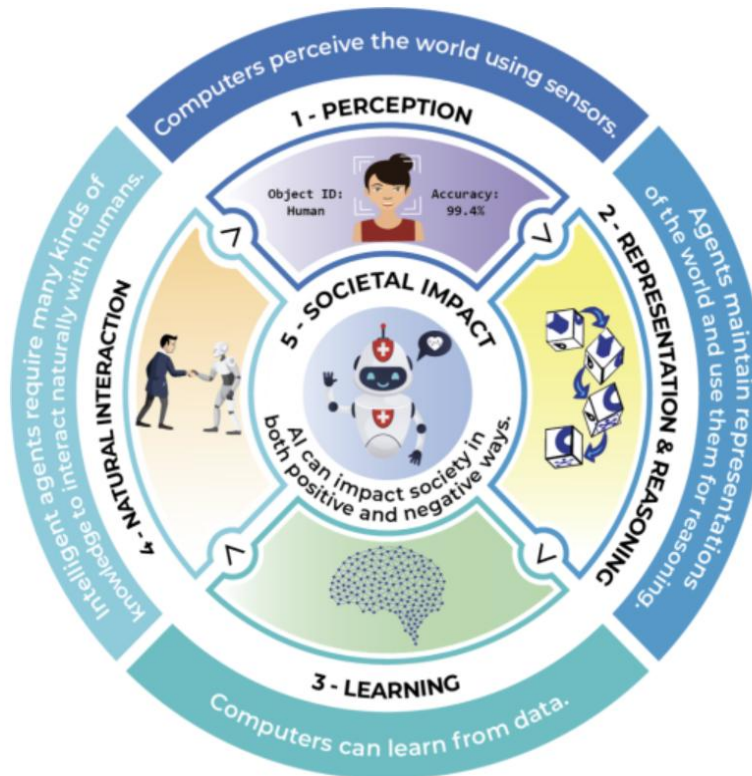 Computers perceive the world using sensors.
1 - PERCEPTION
Object ID:
Human
Accuracy:
99.4%
Agents maintain representations
of the world and use them for reasoning.
2 - REPRESENTATION & REASONING
3 - LEARNING
Computers can learn from data.
Intelligent agents require many kinds of
knowledge to interact naturally with humans.
4 - NATURAL INTERACTION
5 - SOCIETAL IMPACT
AI can impact society in
both positive and negative ways.